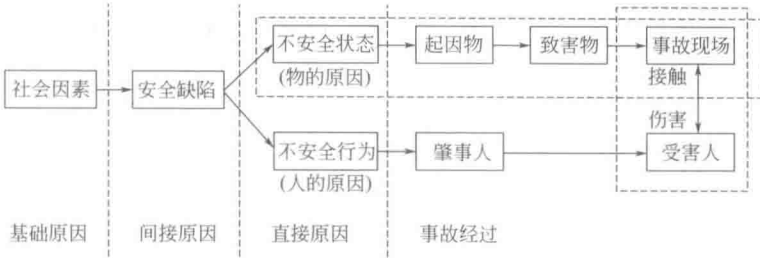 不安全状态
起因物
致害物
事故现场
(物的原因)
接触
社会因素
安全缺陷
伤害
不安全行为
肇事人
受害人
(人的原因)
基础原因
间接原因
直接原因
事故经过